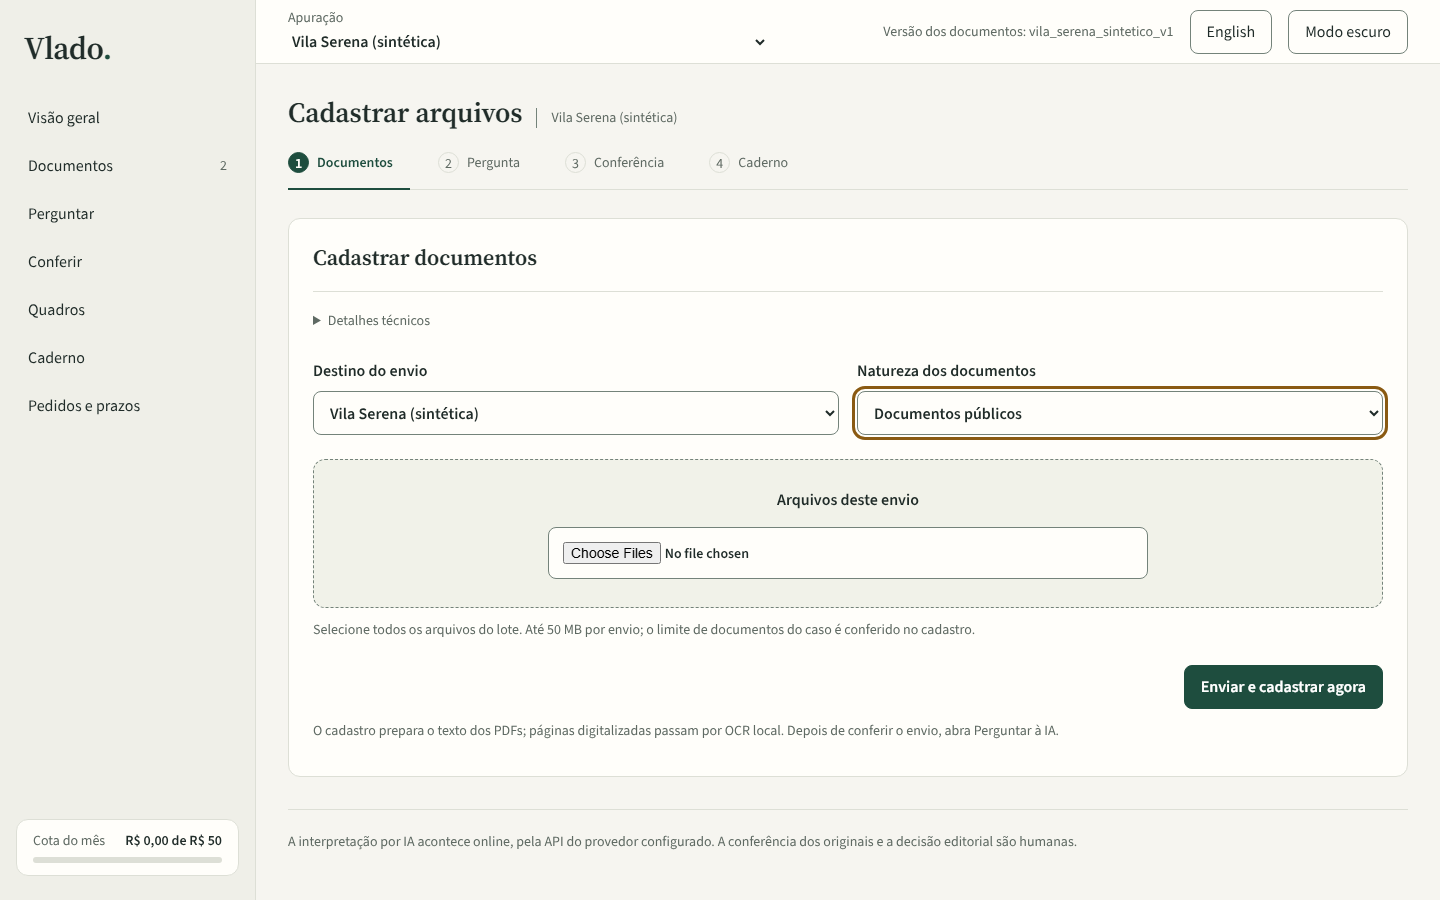 Vlado.
Visão geral
Documentos 2
Perguntar
Conferir
Quadros
Caderno
Pedidos e prazos
Cota do mês R$ 0,00 de R$ 50
Apuração
Vila Serena (sintética)
Versão dos documentos: vila_serena_sintetico_v1
English
Modo escuro
Cadastrar arquivos
Vila Serena (sintética)
1 Documentos
2 Pergunta
3 Conferência
4 Caderno
Cadastrar documentos
Detalhes técnicos
Destino do envio
Vila Serena (sintética)
Natureza dos documentos
Documentos públicos
Arquivos deste envio
Choose Files No file chosen
Selecione todos os arquivos do lote. Até 50 MB por envio; o limite de documentos do caso é conferido no cadastro.
Enviar e cadastrar agora
O cadastro prepara o texto dos PDFs; páginas digitalizadas passam por OCR local. Depois de conferir o envio, abra Perguntar à IA.
A interpretação por IA acontece online, pela API do provedor configurado. A conferência dos originais e a decisão editorial são humanas.